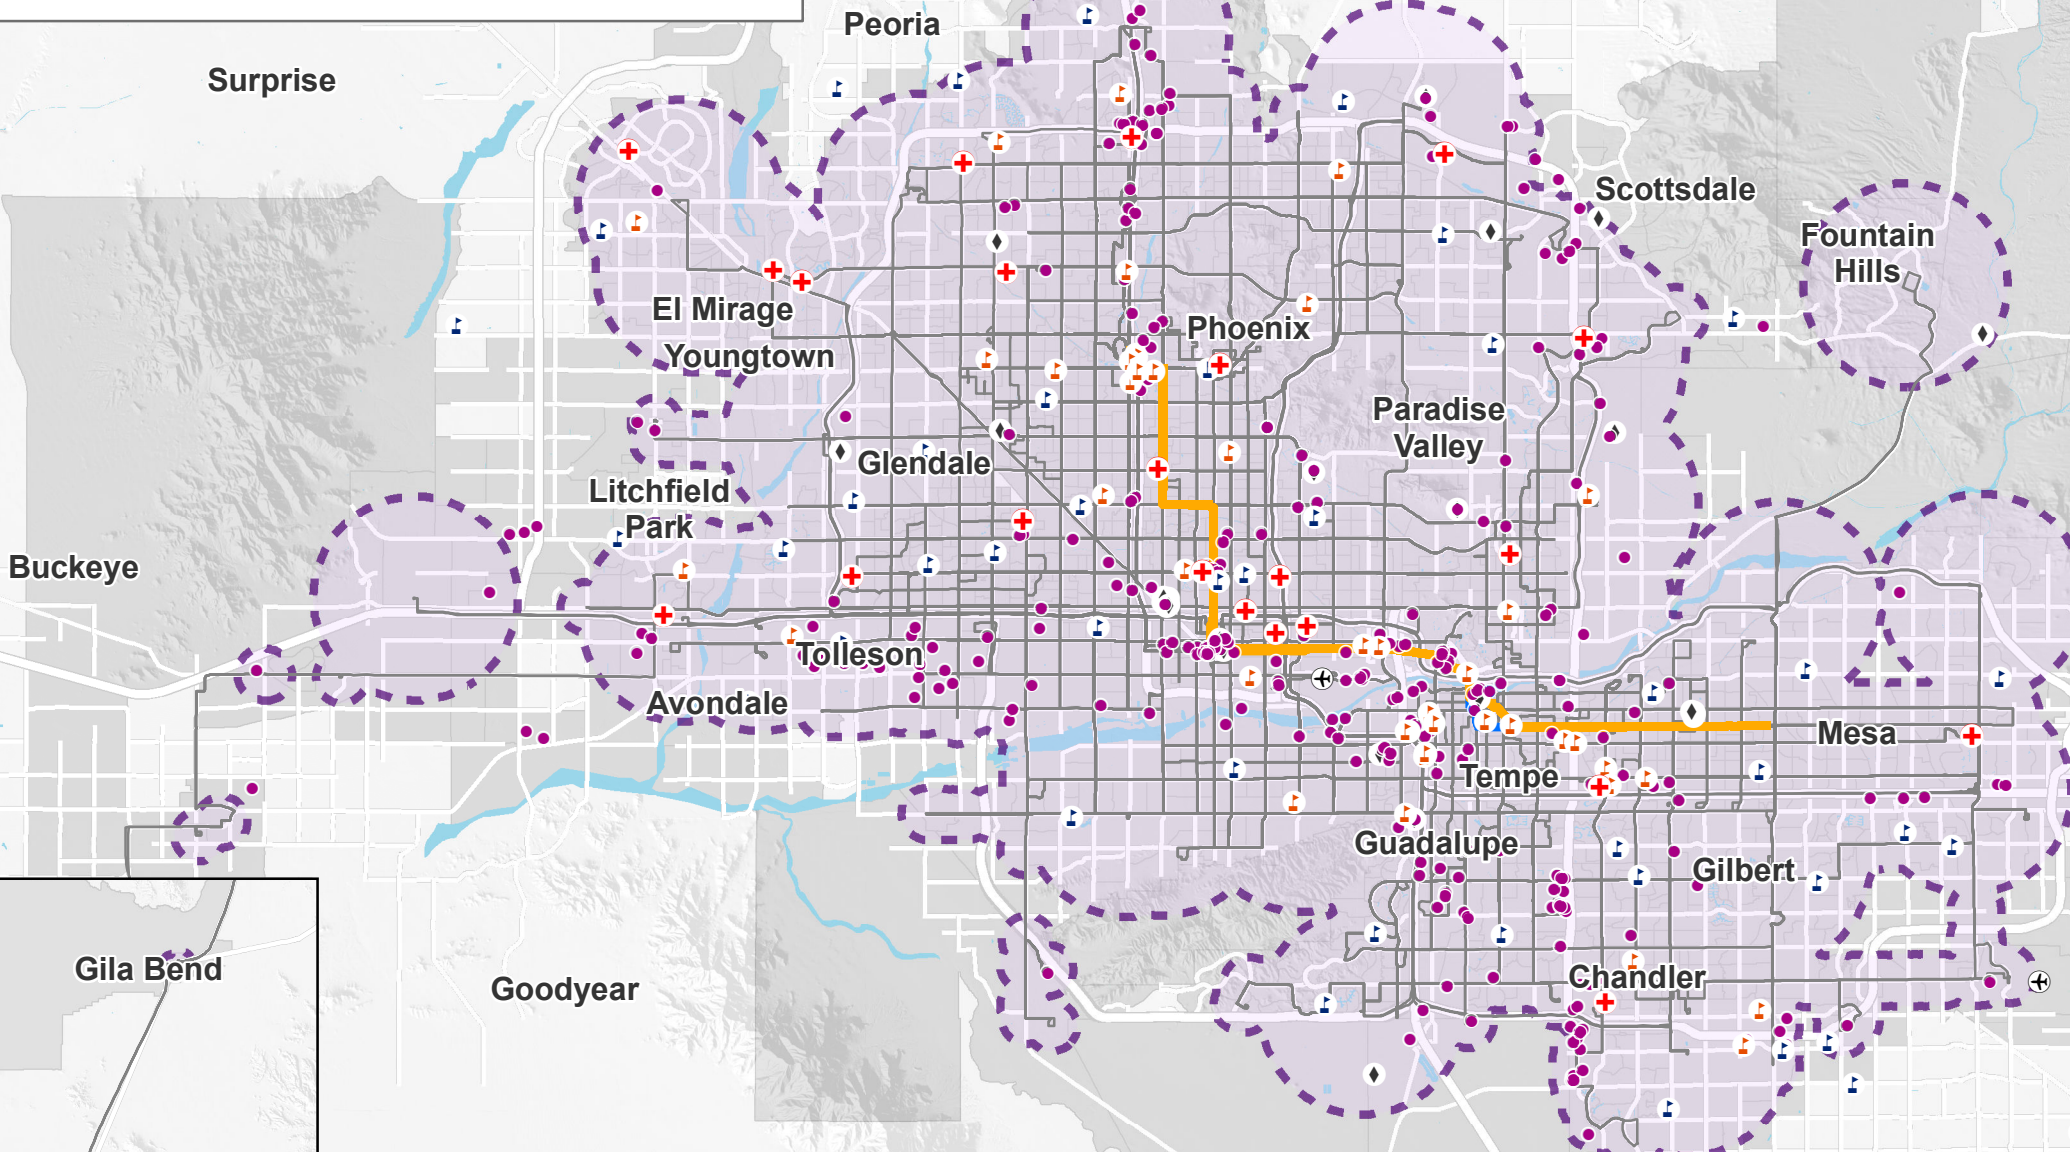 Peoria
Surprise
Scottsdale
Fountain
Hills
El Mirage
Phoenix
Youngtown
Paradise
Valley
Glendale
Litchfield
Park
Buckeye
Tolleson
Avondale
Mesa
Tempe
Guadalupe
Gilbert
Gila Bend
Chandler
Goodyear